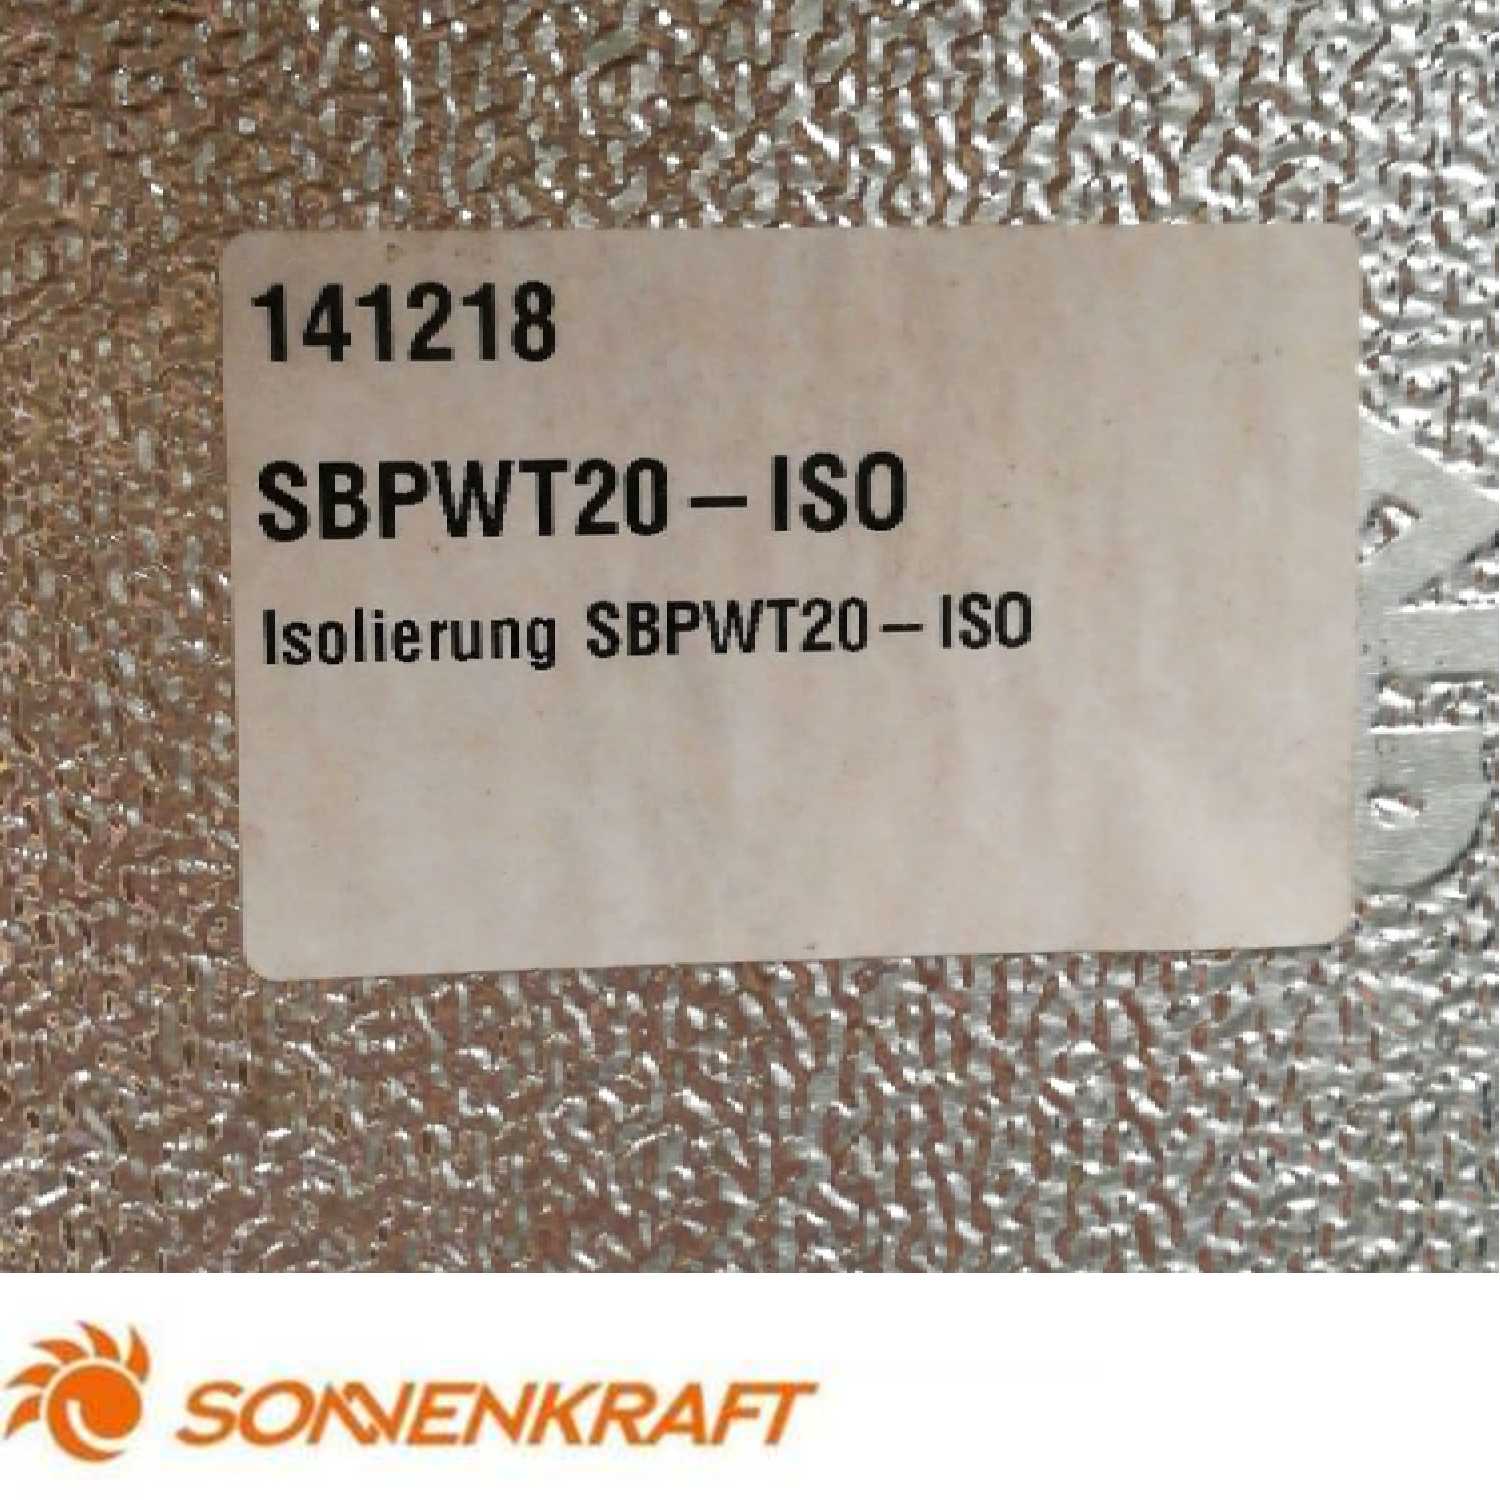 141218
SBPWT20-ISO
Isolierung SBPWT20-ISO
SONNENKRAFT